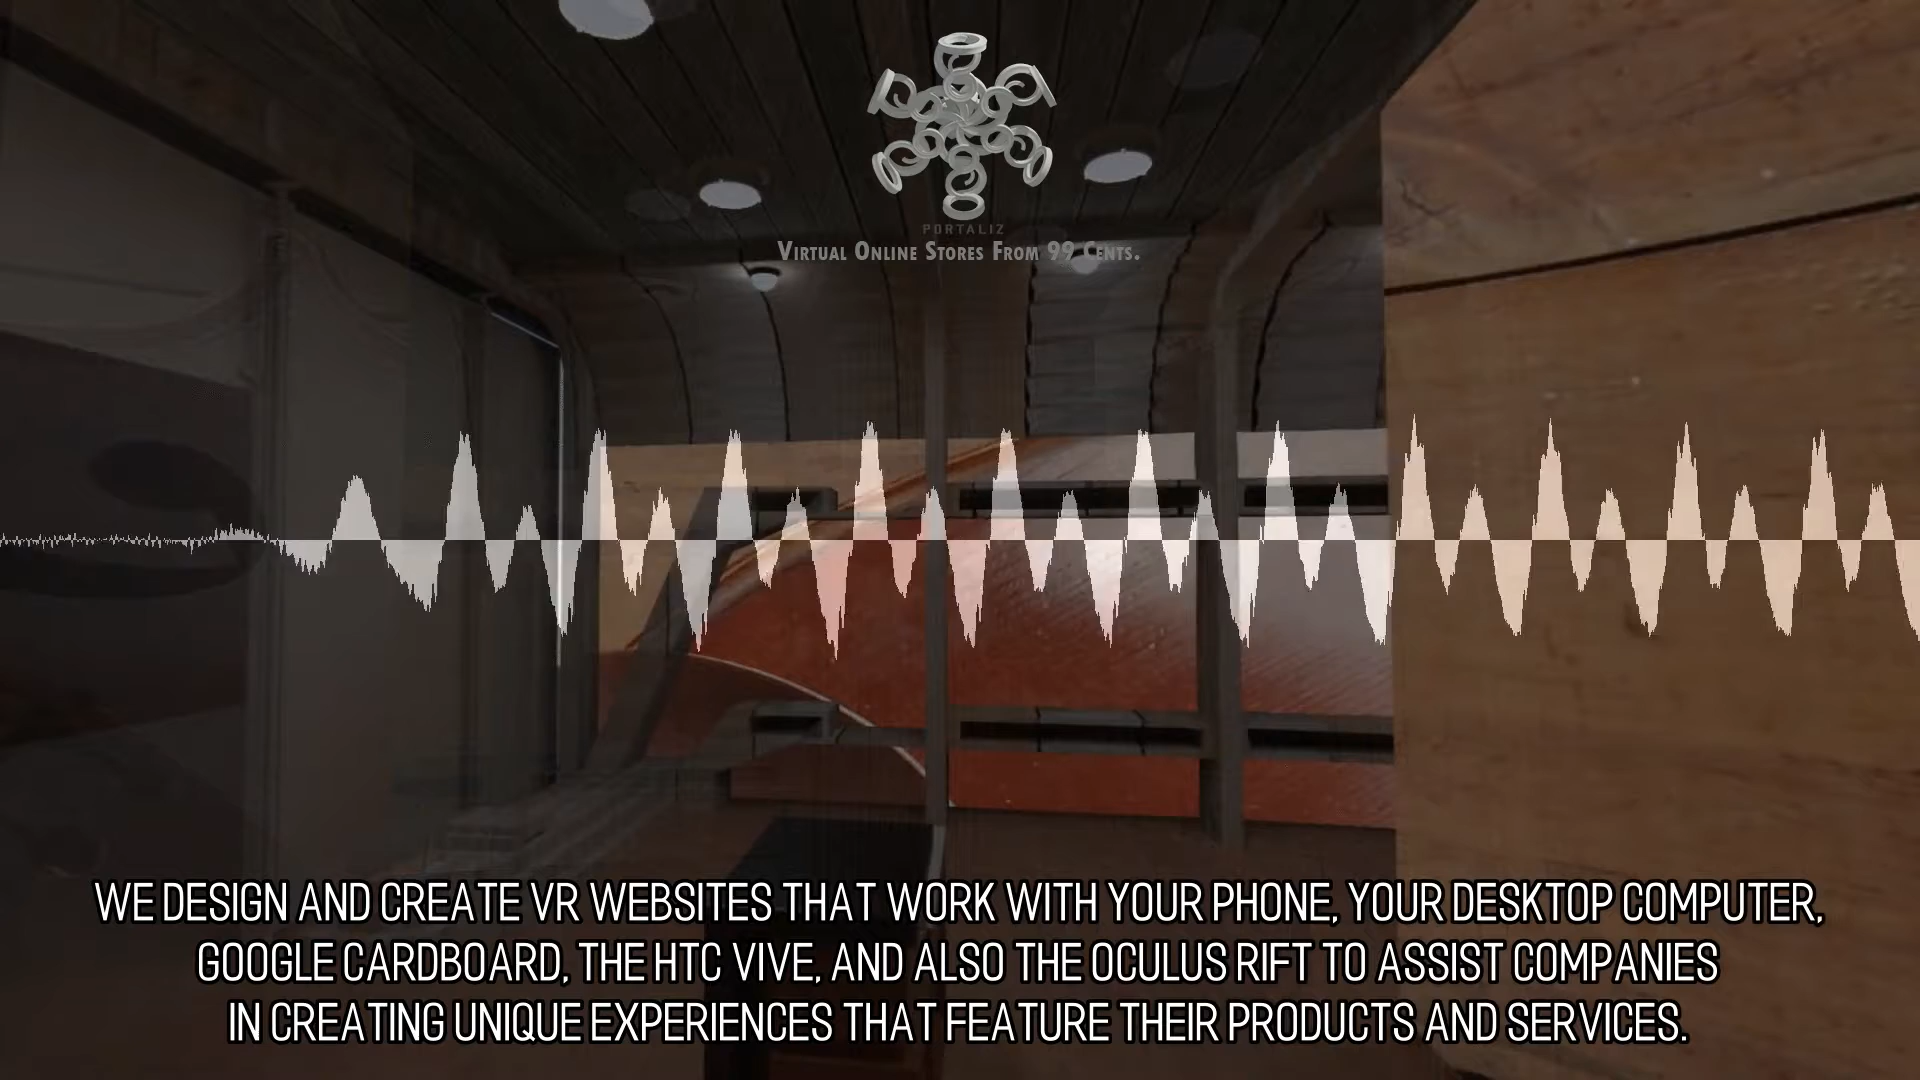 PORTALIZ
Virtual Online Stores From 99 Cents.
WE DESIGN AND CREATE VR WEBSITES THAT WORK WITH YOUR PHONE, YOUR DESKTOP COMPUTER,
GOOGLE CARDBOARD, THE HTC VIVE, AND ALSO THE OCULUS RIFT TO ASSIST COMPANIES
IN CREATING UNIQUE EXPERIENCES THAT FEATURE THEIR PRODUCTS AND SERVICES.